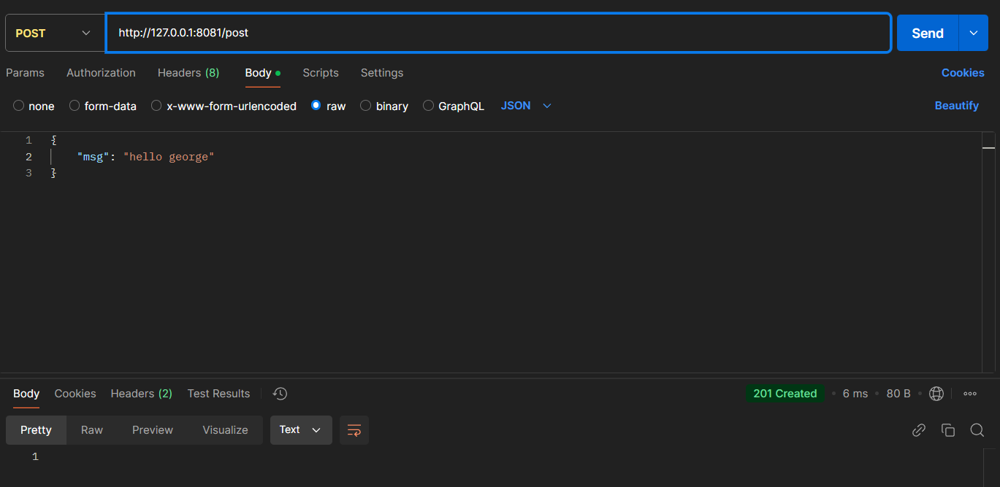 POST http://127.0.0.1:8081/post Send
Params Authorization Headers (8) Body Scripts Settings Cookies
none form-data x-www-form-urlencoded raw binary GraphQL JSON Beautify
1 {
2 "msg": "hello george"
3 }
Body Cookies Headers (2) Test Results 201 Created • 6 ms • 80 B •
Pretty Raw Preview Visualize Text
1